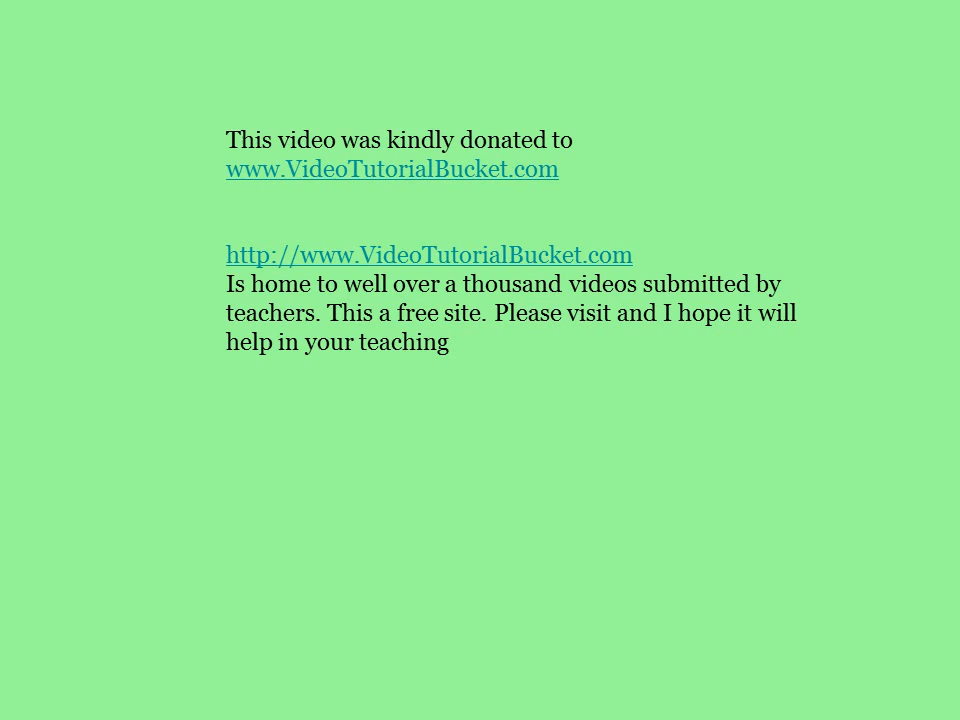 This video was kindly donated to
www.VideoTutorialBucket.com
http://www.VideoTutorialBucket.com
Is home to well over a thousand videos submitted by
teachers. This a free site. Please visit and I hope it will
help in your teaching